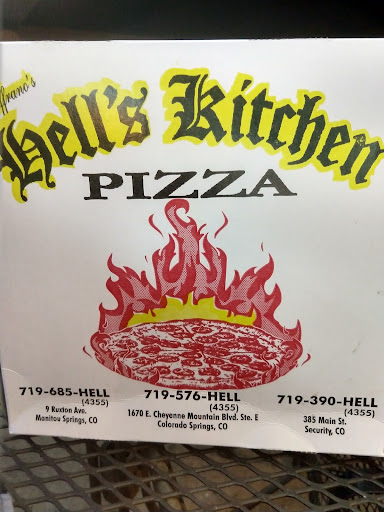 Hell's Kitchen
PIZZA
719-685-HELL
(4355)
9 Ruxton Ave.
Manitou Springs, CO
719-576-HELL
(4355)
1670 E. Cheyenne Mountain Blvd. Ste. E
Colorado Springs, CO
719-390-HELL
(4355)
385 Main St.
Security, CO